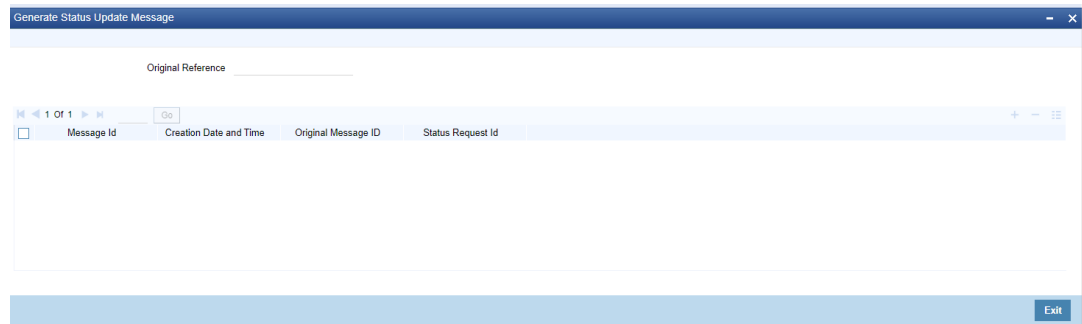 Generate Status Update Message
Original Reference
1 Of 1 Go
Message Id Creation Date and Time Original Message ID Status Request Id
Exit